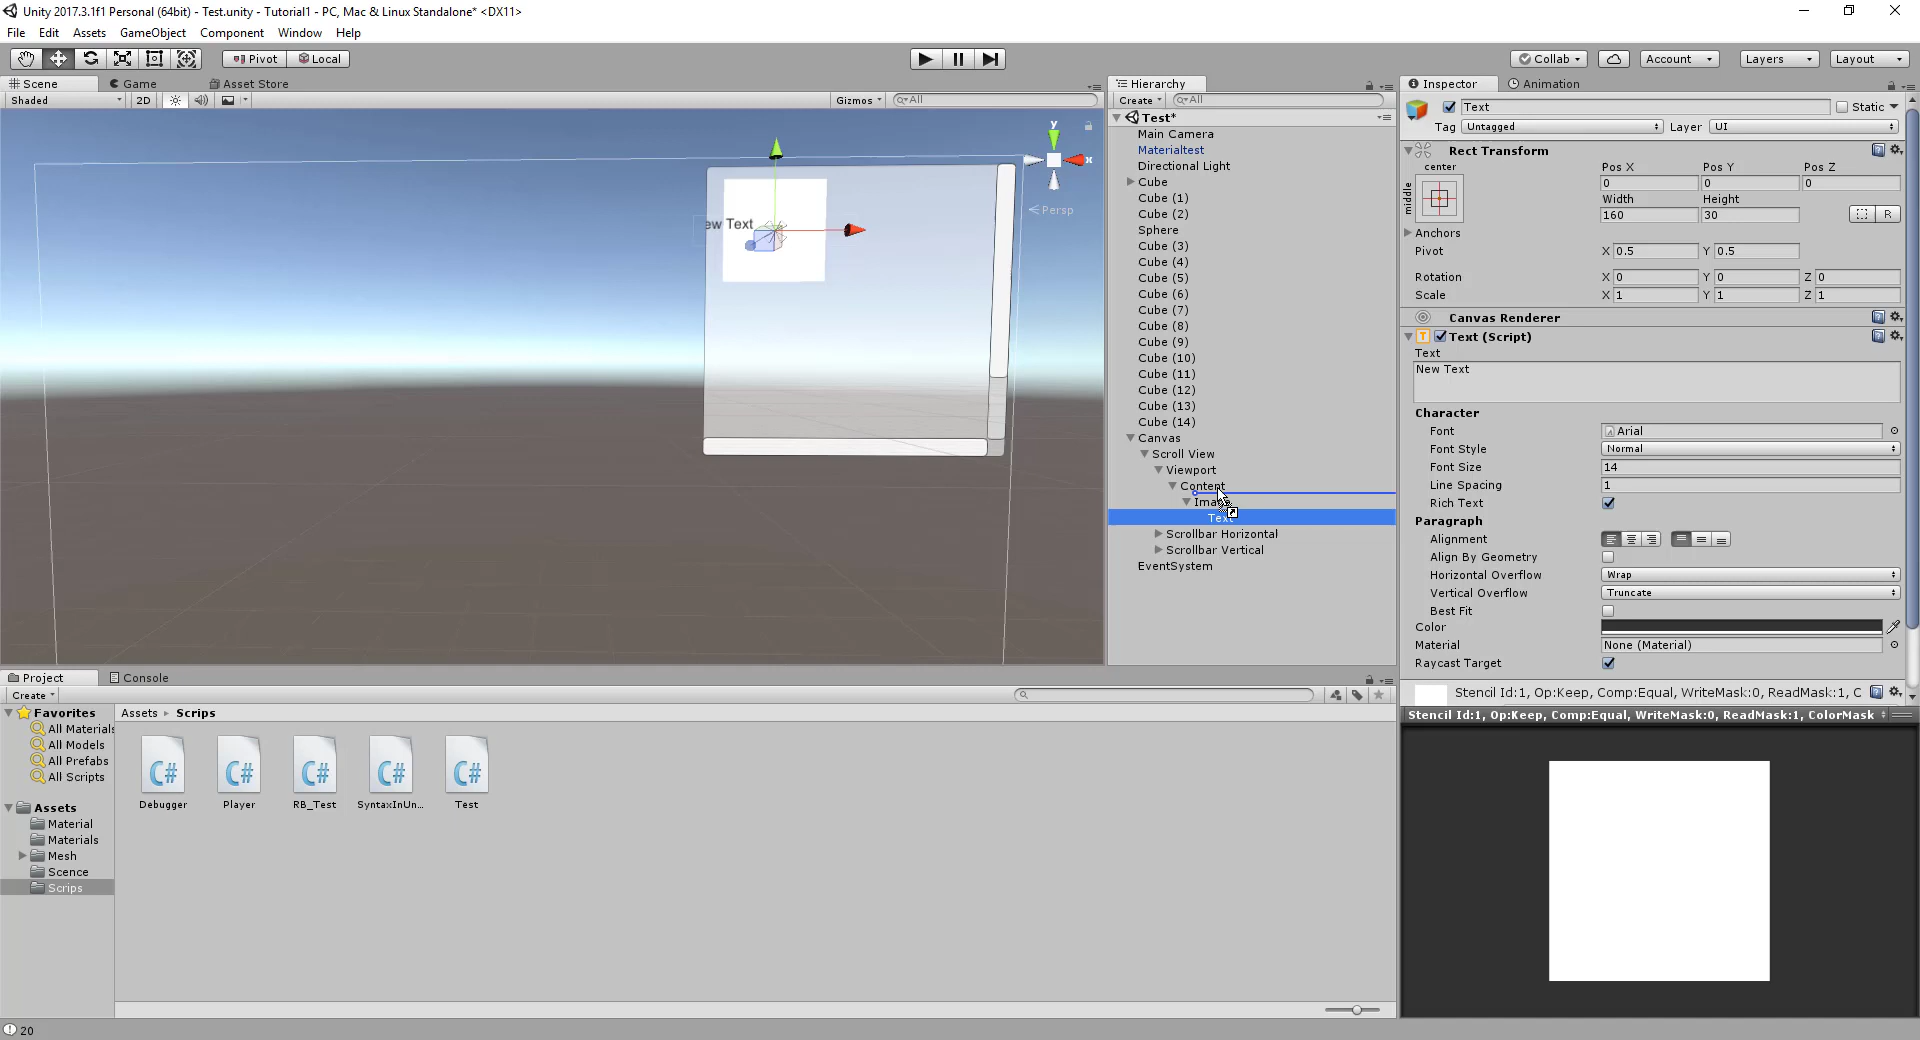 Unity 2017.3.1f1 Personal (64bit) - Test.unity - Tutorial1 - PC, Mac & Linux Standalone* <DX11>
File Edit Assets GameObject Component Window Help
Pivot Local Collab Account Layers Layout
Scene Game Asset Store
Shaded 2D Gizmos All
y
x
Persp
ew Text
Hierarchy
Create All
Test*
Main Camera
Materialtest
Directional Light
Cube
Cube (1)
Cube (2)
Sphere
Cube (3)
Cube (4)
Cube (5)
Cube (6)
Cube (7)
Cube (8)
Cube (9)
Cube (10)
Cube (11)
Cube (12)
Cube (13)
Cube (14)
Canvas
Scroll View
Viewport
Content
Text
Scrollbar Horizontal
Scrollbar Vertical
EventSystem
Inspector Animation
Text Static
Tag Untagged Layer UI
Rect Transform
center Pos X Pos Y Pos Z
middle 0 0 0
Width Height
160 30 R
Anchors
Pivot X 0.5 Y 0.5
Rotation X 0 Y 0 Z 0
Scale X 1 Y 1 Z 1
Canvas Renderer
T Text (Script)
Text
New Text
Character
Font Arial
Font Style Normal
Font Size 14
Line Spacing 1
Rich Text
Paragraph
Alignment
Align By Geometry
Horizontal Overflow Wrap
Vertical Overflow Truncate
Best Fit
Color
Material None (Material)
Raycast Target
Stencil Id:1, Op:Keep, Comp:Equal, WriteMask:0, ReadMask:1, C
Stencil Id:1, Op:Keep, Comp:Equal, WriteMask:0, ReadMask:1, ColorMask
Project Console
Create
Favorites
All Materials
All Models
All Prefabs
All Scripts
Assets
Material
Materials
Mesh
Scence
Scrips
Assets Scrips
C# C# C# C# C#
Debugger Player RB_Test SyntaxInUn... Test
20